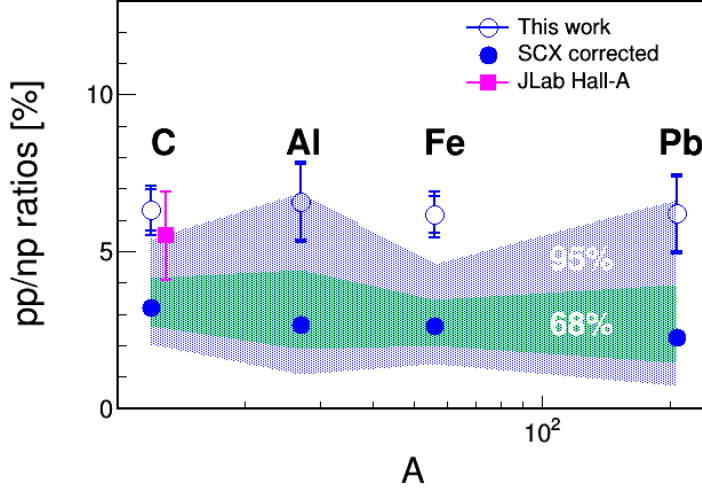 This work
SCX corrected
JLab Hall-A
10
C Al Fe Pb
pp/np ratios [%]
5
95%
68%
0
10²
A